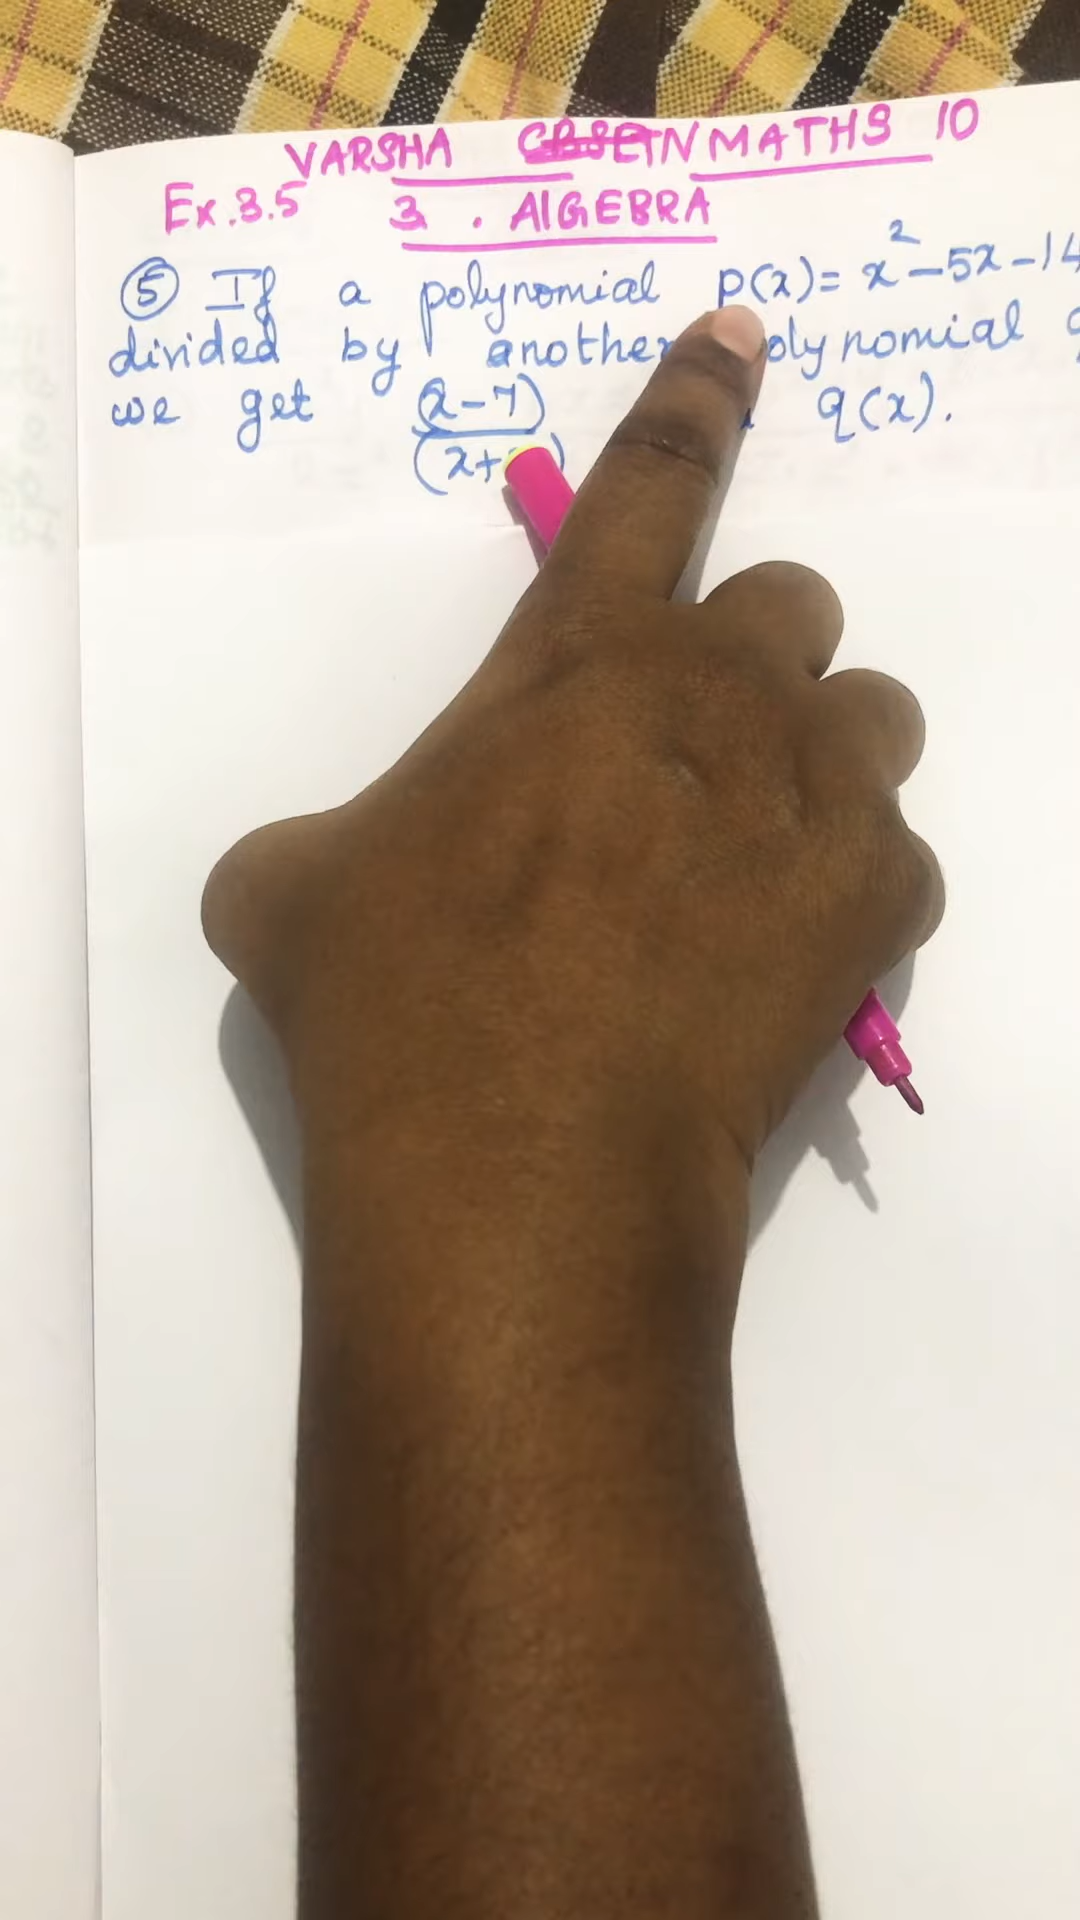 VARSHA CBSE TN MATHS 10
Ex.3.5 3. AlGEBRA
⑤ If a polynomial p(x)= x²-5x-14
divided by another polynomial
we get (x-7) q(x).
(x+